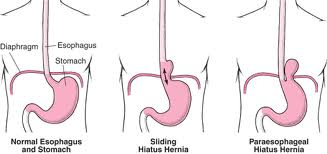 Diaphragm
Esophagus
Stomach
Normal Esophagus
and Stomach
Sliding
Hiatus Hernia
Paraesophageal
Hiatus Hernia